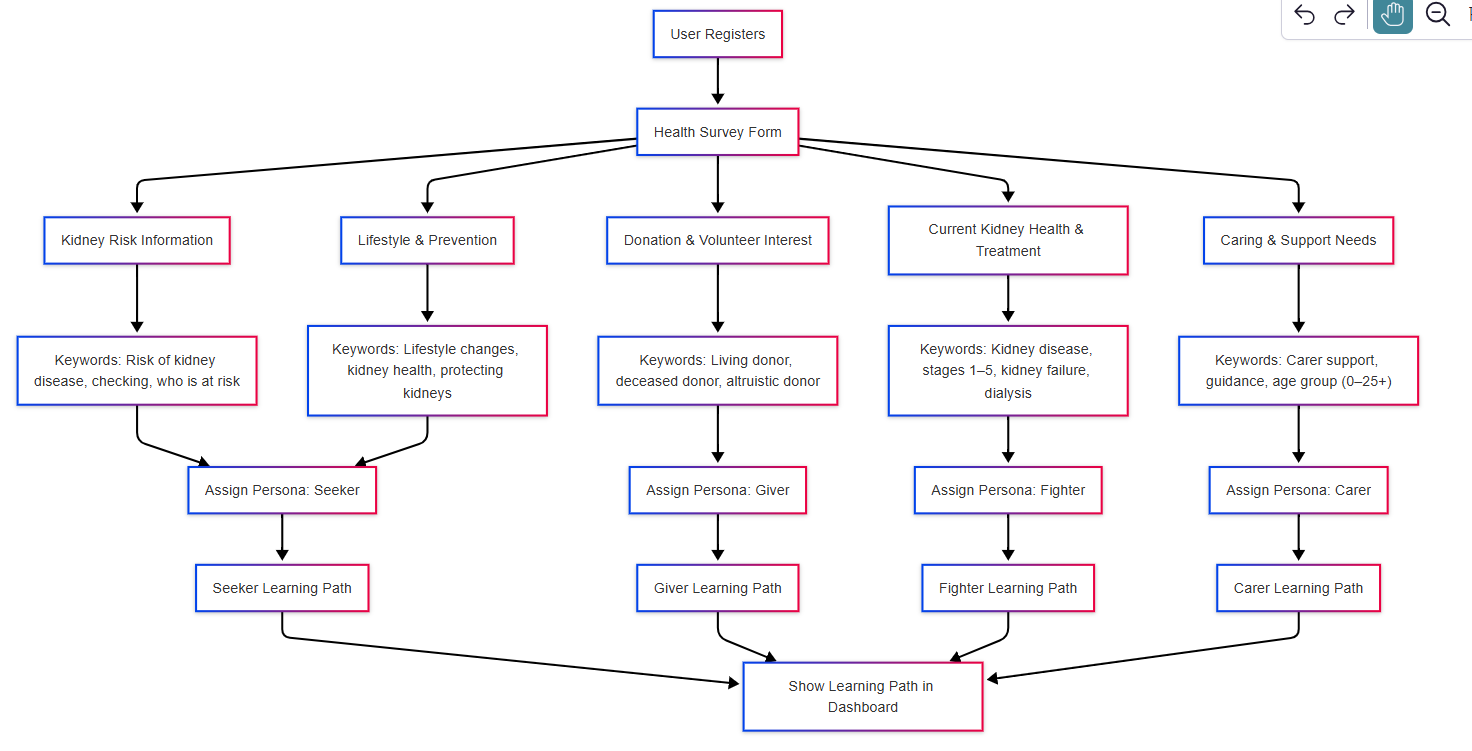 User Registers
Health Survey Form
Kidney Risk Information
Lifestyle & Prevention
Donation & Volunteer Interest
Current Kidney Health &
Treatment
Caring & Support Needs
Keywords: Risk of kidney
disease, checking, who is at risk
Keywords: Lifestyle changes,
kidney health, protecting
kidneys
Keywords: Living donor,
deceased donor, altruistic donor
Keywords: Kidney disease,
stages 1–5, kidney failure,
dialysis
Keywords: Carer support,
guidance, age group (0–25+)
Assign Persona: Seeker
Assign Persona: Giver
Assign Persona: Fighter
Assign Persona: Carer
Seeker Learning Path
Giver Learning Path
Fighter Learning Path
Carer Learning Path
Show Learning Path in
Dashboard